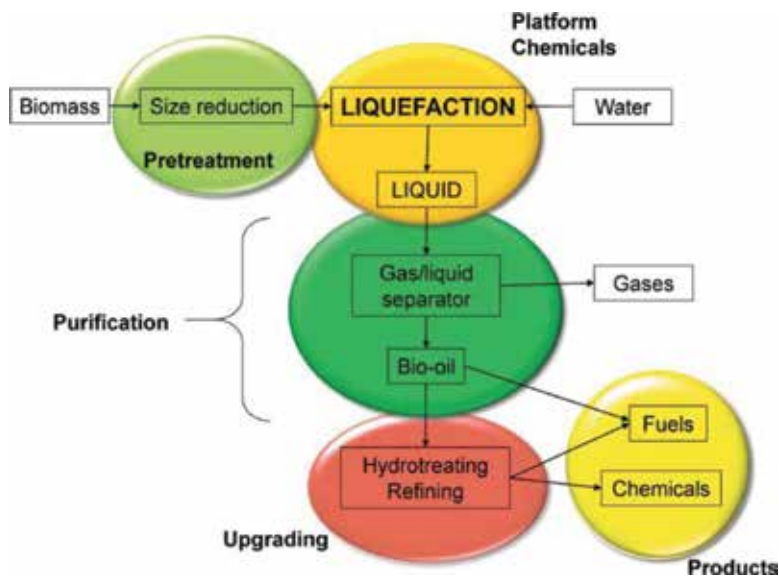 Platform
Chemicals
Biomass
Size reduction
LIQUEFACTION
Water
Pretreatment
LIQUID
Gas/liquid
separator
Gases
Purification
Bio-oil
Fuels
Hydrotreating
Refining
Chemicals
Upgrading
Products